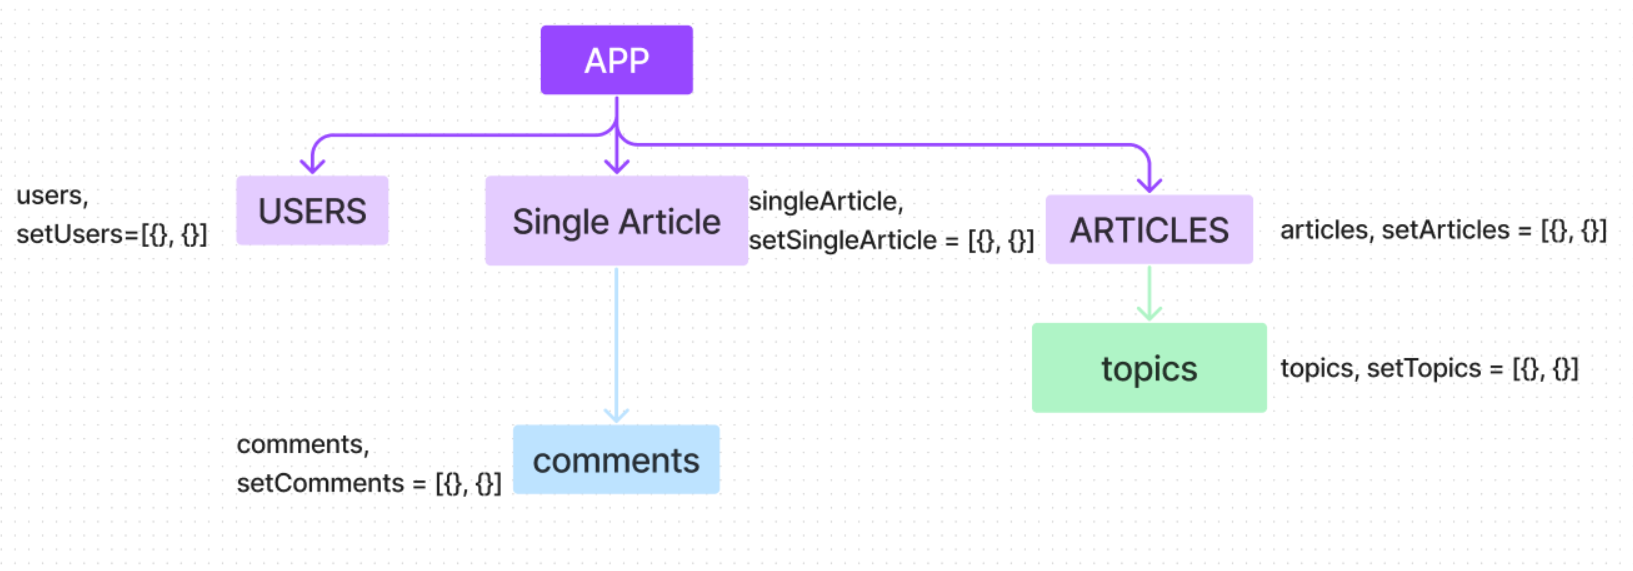 APP
users,
setUsers=[{}, {}]
USERS
Single Article
singleArticle,
setSingleArticle = [{}, {}]
ARTICLES
articles, setArticles = [{}, {}]
topics
topics, setTopics = [{}, {}]
comments,
setComments = [{}, {}]
comments